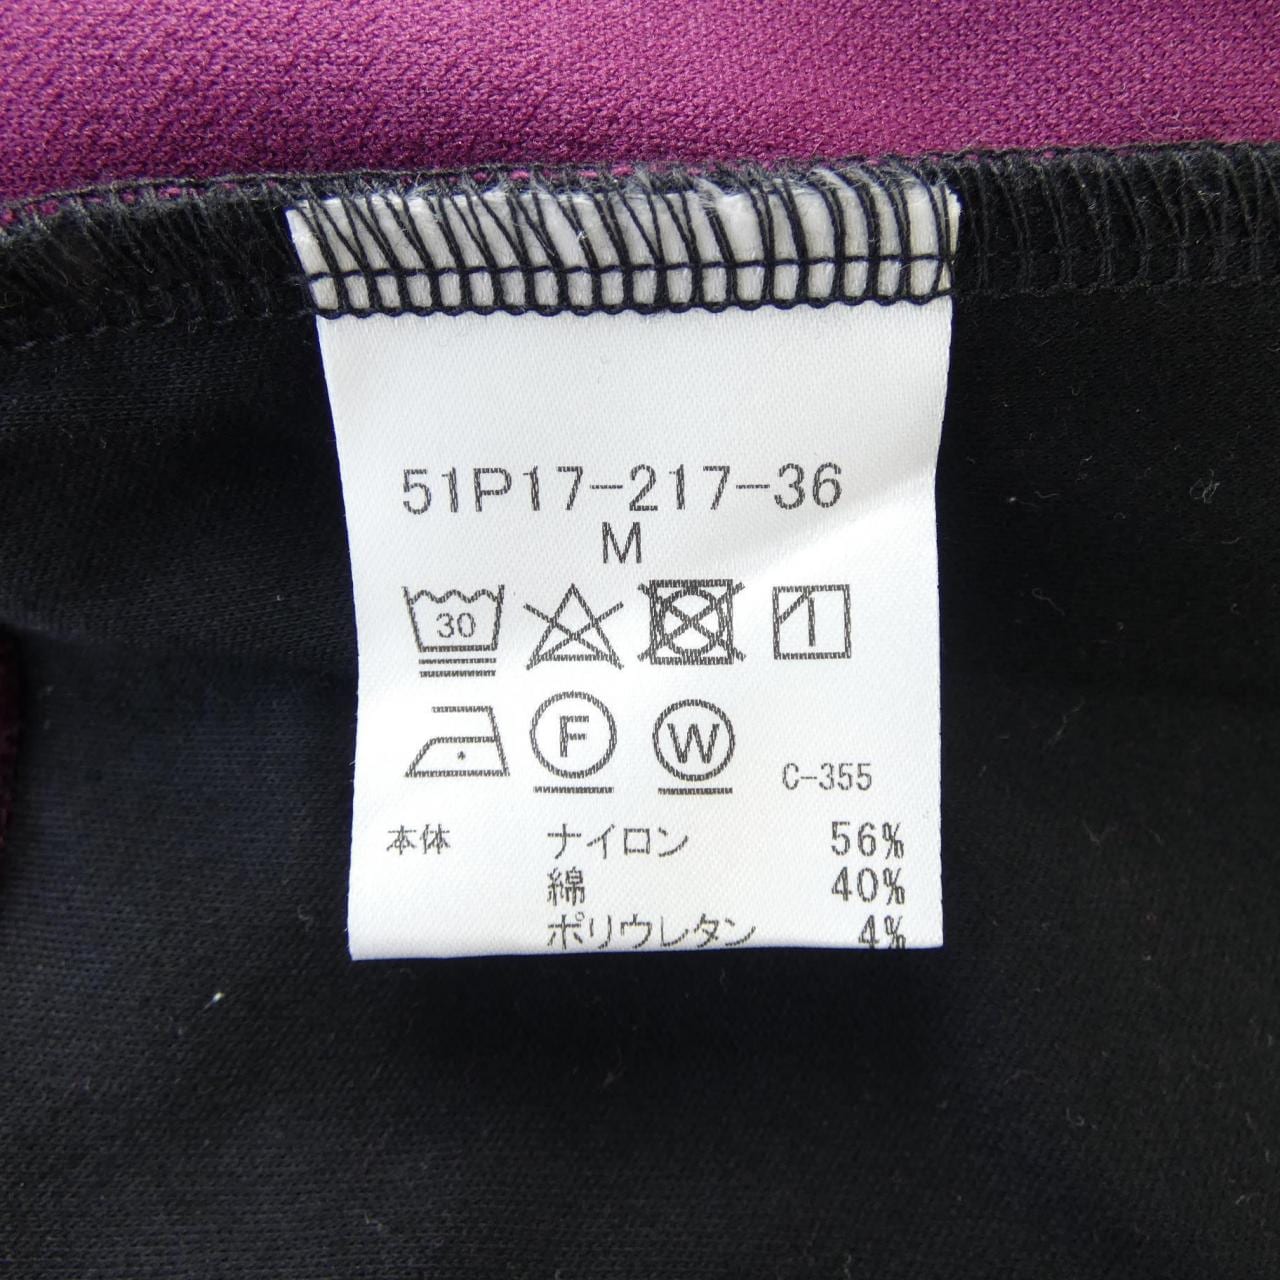 51P17-217-36
M
30
F W C-355
本体 ナイロン 56%
綿 40%
ポリウレタン 4%